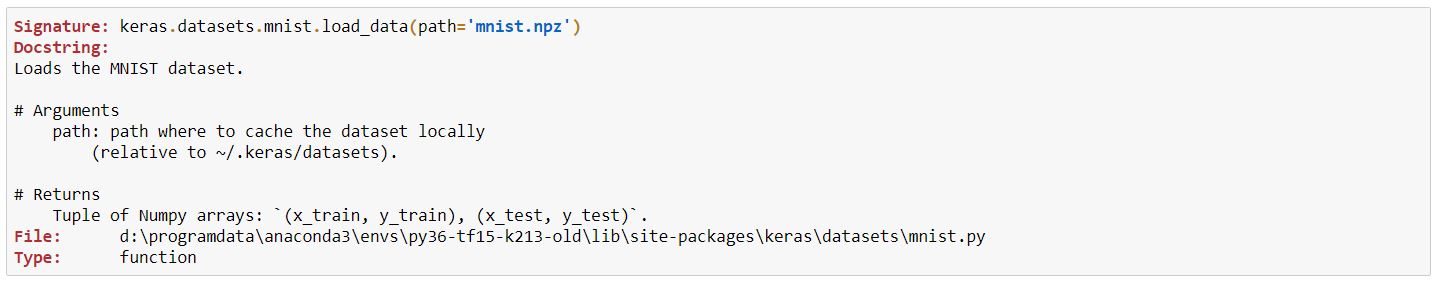 Signature: keras.datasets.mnist.load_data(path='mnist.npz')
Docstring:
Loads the MNIST dataset.
# Arguments
path: path where to cache the dataset locally
(relative to ~/.keras/datasets).
# Returns
Tuple of Numpy arrays: `(x_train, y_train), (x_test, y_test)`.
File: d:\programdata\anaconda3\envs\py36-tf15-k213-old\lib\site-packages\keras\datasets\mnist.py
Type: function